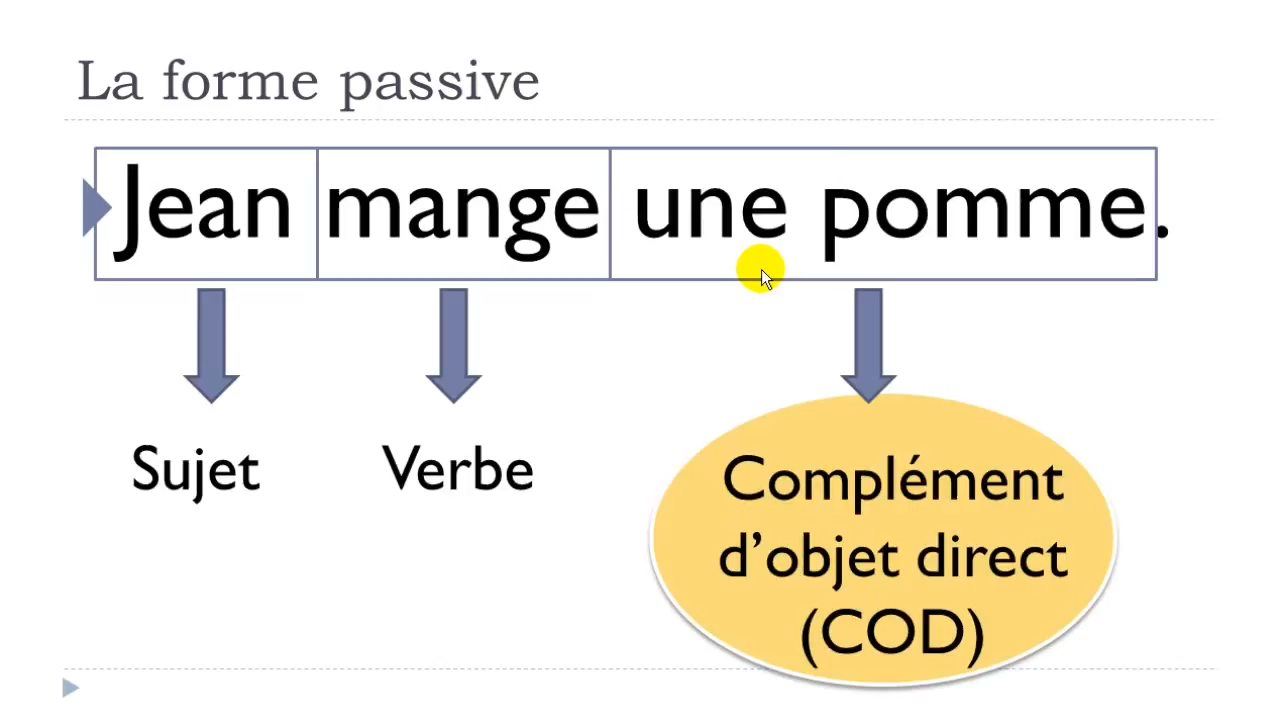 La forme passive
Jean mange une pomme.
Sujet
Verbe
Complément
d’objet direct
(COD)